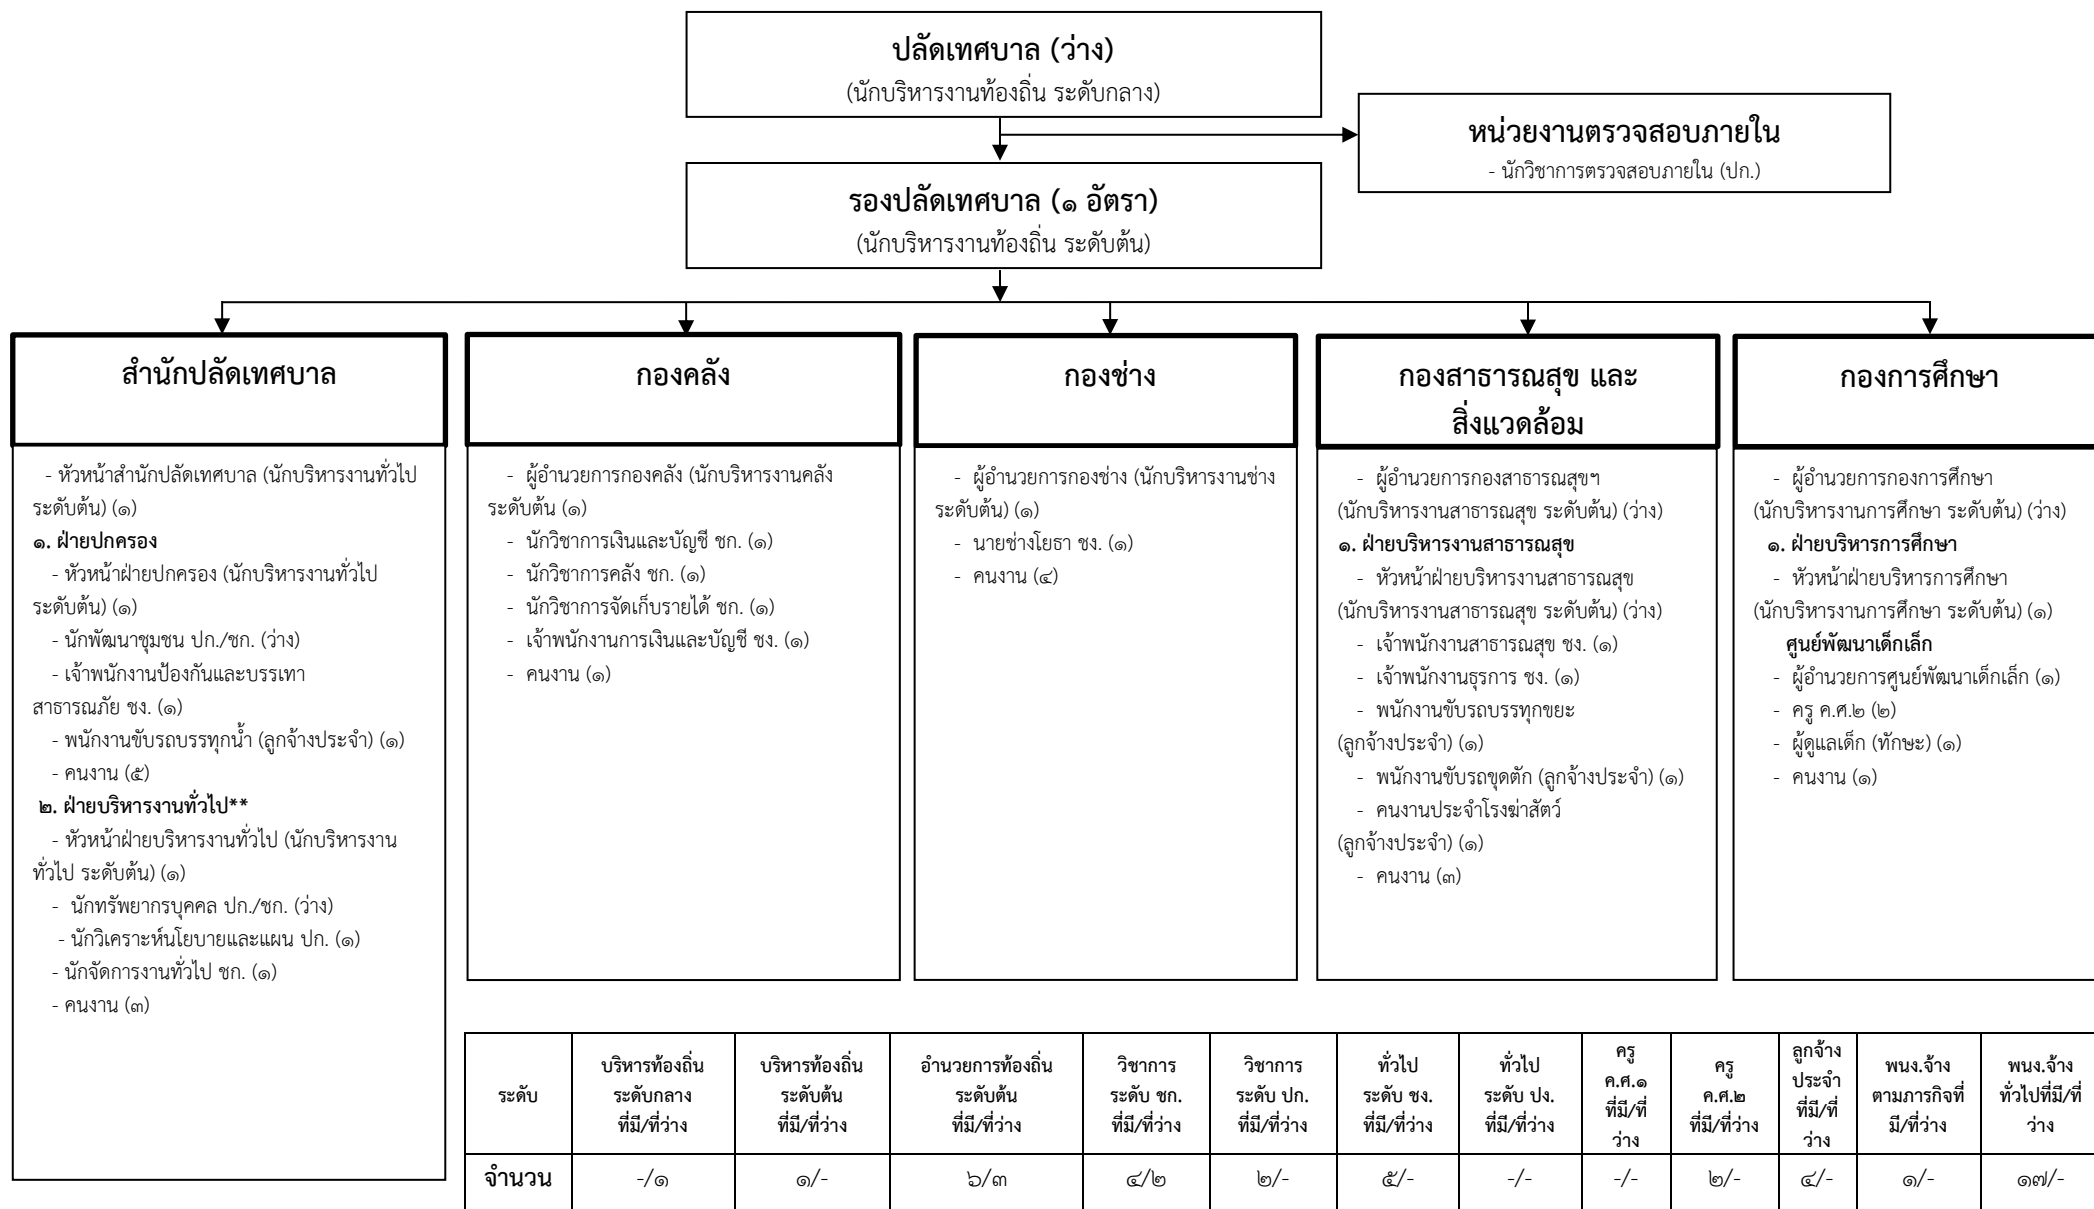 ปลัดเทศบาล (ว่าง)
(นักบริหารงานท้องถิ่น ระดับกลาง)
หน่วยงานตรวจสอบภายใน
- นักวิชาการตรวจสอบภายใน (ปก.)
รองปลัดเทศบาล (๑ อัตรา)
(นักบริหารงานท้องถิ่น ระดับต้น)
สำนักปลัดเทศบาล
- หัวหน้าสำนักปลัดเทศบาล (นักบริหารงานทั่วไป
ระดับต้น) (๑)
๑. ฝ่ายปกครอง
- หัวหน้าฝ่ายปกครอง (นักบริหารงานทั่วไป
ระดับต้น) (๑)
- นักพัฒนาชุมชน ปก./ชก. (ว่าง)
- เจ้าพนักงานป้องกันและบรรเทา
สาธารณภัย ชง. (๑)
- พนักงานขับรถบรรทุกน้ำ (ลูกจ้างประจำ) (๑)
- คนงาน (๕)
๒. ฝ่ายบริหารงานทั่วไป**
- หัวหน้าฝ่ายบริหารงานทั่วไป (นักบริหารงาน
ทั่วไป ระดับต้น) (๑)
- นักทรัพยากรบุคคล ปก./ชก. (ว่าง)
- นักวิเคราะห์นโยบายและแผน ปก. (๑)
- นักจัดการงานทั่วไป ชก. (๑)
- คนงาน (๓)
กองคลัง
- ผู้อำนวยการกองคลัง (นักบริหารงานคลัง
ระดับต้น (๑)
- นักวิชาการเงินและบัญชี ชก. (๑)
- นักวิชาการคลัง ชก. (๑)
- นักวิชาการจัดเก็บรายได้ ชก. (๑)
- เจ้าพนักงานการเงินและบัญชี ชง. (๑)
- คนงาน (๑)
กองช่าง
- ผู้อำนวยการกองช่าง (นักบริหารงานช่าง
ระดับต้น) (๑)
- นายช่างโยธา ชง. (๑)
- คนงาน (๔)
กองสาธารณสุข และ
สิ่งแวดล้อม
- ผู้อำนวยการกองสาธารณสุขฯ
(นักบริหารงานสาธารณสุข ระดับต้น) (ว่าง)
๑. ฝ่ายบริหารงานสาธารณสุข
- หัวหน้าฝ่ายบริหารงานสาธารณสุข
(นักบริหารงานสาธารณสุข ระดับต้น) (ว่าง)
- เจ้าพนักงานสาธารณสุข ชง. (๑)
- เจ้าพนักงานธุรการ ชง. (๑)
- พนักงานขับรถบรรทุกขยะ
(ลูกจ้างประจำ) (๑)
- พนักงานขับรถขุดตัก (ลูกจ้างประจำ) (๑)
- คนงานประจำโรงฆ่าสัตว์
(ลูกจ้างประจำ) (๑)
- คนงาน (๓)
กองการศึกษา
- ผู้อำนวยการกองการศึกษา
(นักบริหารงานการศึกษา ระดับต้น) (ว่าง)
๑. ฝ่ายบริหารการศึกษา
- หัวหน้าฝ่ายบริหารการศึกษา
(นักบริหารงานการศึกษา ระดับต้น) (๑)
ศูนย์พัฒนาเด็กเล็ก
- ผู้อำนวยการศูนย์พัฒนาเด็กเล็ก (๑)
- ครู ค.ศ.๒ (๒)
- ผู้ดูแลเด็ก (ทักษะ) (๑)
- คนงาน (๑)
ระดับ
บริหารท้องถิ่น
ระดับกลาง
ที่มี/ที่ว่าง
บริหารท้องถิ่น
ระดับต้น
ที่มี/ที่ว่าง
อำนวยการท้องถิ่น
ระดับต้น
ที่มี/ที่ว่าง
วิชาการ
ระดับ ชก.
ที่มี/ที่ว่าง
วิชาการ
ระดับ ปก.
ที่มี/ที่ว่าง
ทั่วไป
ระดับ ชง.
ที่มี/ที่ว่าง
ทั่วไป
ระดับ ปง.
ที่มี/ที่ว่าง
ครู
ค.ศ.๑
ที่มี/ที่
ว่าง
ครู
ค.ศ.๒
ที่มี/ที่ว่าง
ลูกจ้าง
ประจำ
ที่มี/ที่
ว่าง
พนง.จ้าง
ตามภารกิจที่
มี/ที่ว่าง
พนง.จ้าง
ทั่วไปที่มี/ที่
ว่าง
จำนวน -/๑ ๑/- ๖/๓ ๔/๒ ๒/- ๕/- -/- -/- ๒/- ๔/- ๑/- ๑๗/-